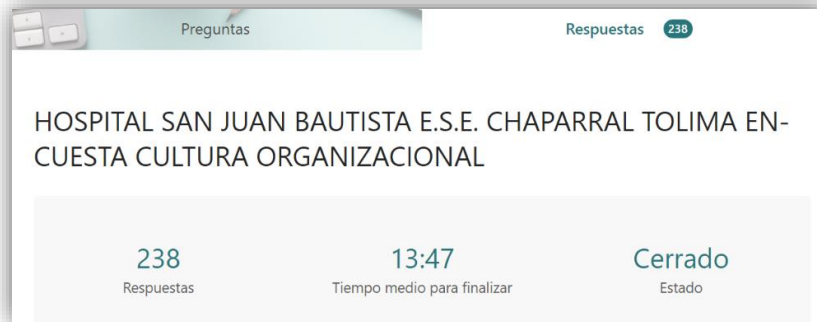 Preguntas
Respuestas 238
HOSPITAL SAN JUAN BAUTISTA E.S.E. CHAPARRAL TOLIMA EN-
CUESTA CULTURA ORGANIZACIONAL
238
Respuestas
13:47
Tiempo medio para finalizar
Cerrado
Estado